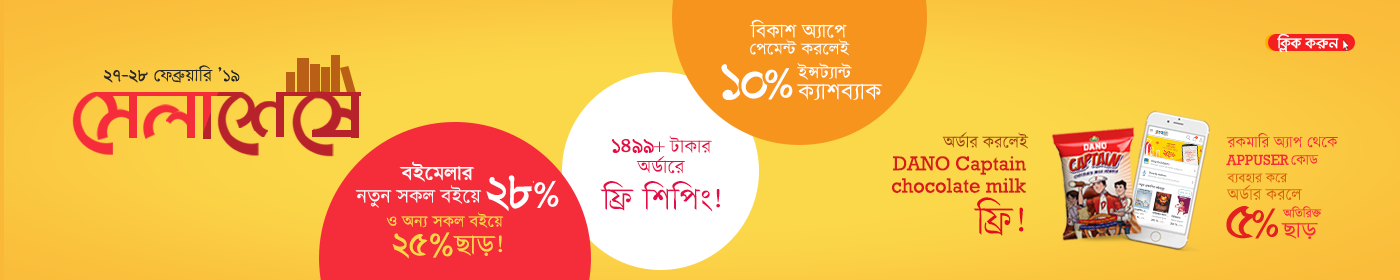 ২৭-২৮ ফেব্রুয়ারি '১৯
মেলাশেষে
বইমেলার
নতুন সকল বইয়ে ২৮%
ও অন্য সকল বইয়ে
২৫% ছাড়!
১৪৯৯+ টাকার
অর্ডারে
ফ্রি শিপিং!
বিকাশ অ্যাপে
পেমেন্ট করলেই
১০% ইন্সট্যান্ট
ক্যাশব্যাক
অর্ডার করলেই
DANO Captain
chocolate milk
ফ্রি!
DANO
CAPTAIN
রকমারি অ্যাপ থেকে
APPUSER কোড
ব্যবহার করে
অর্ডার করলে
৫% অতিরিক্ত
ছাড়
ক্লিক করুন